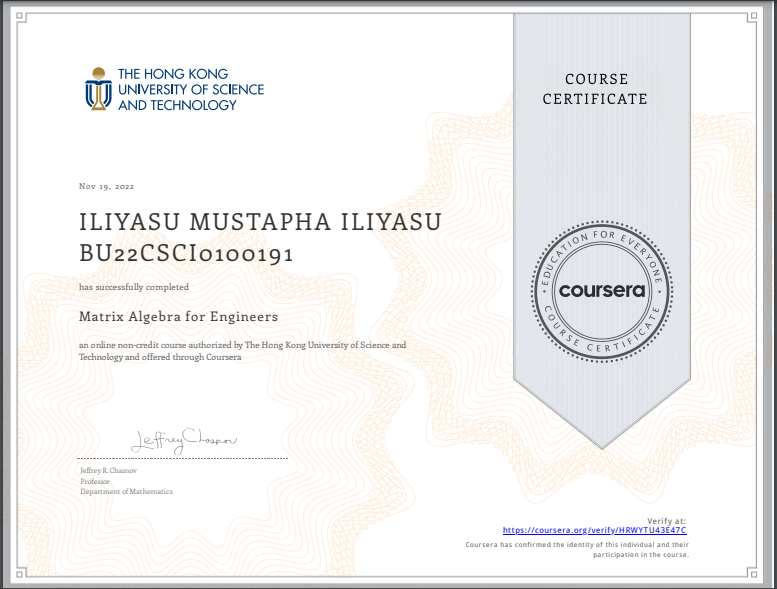 THE HONG KONG
UNIVERSITY OF SCIENCE
AND TECHNOLOGY
COURSE
CERTIFICATE
Nov 19, 2022
ILIYASU MUSTAPHA ILIYASU
BU22CSCI0100191
has successfully completed
Matrix Algebra for Engineers
an online non-credit course authorized by The Hong Kong University of Science and
Technology and offered through Coursera
EDUCATION FOR EVERYONE
coursera
COURSE CERTIFICATE
Jeffrey Chasnov
Jeffrey R. Chasnov
Professor
Department of Mathematics
Verify at:
https://coursera.org/verify/HRWYTU43E47C
Coursera has confirmed the identity of this individual and their
participation in the course.